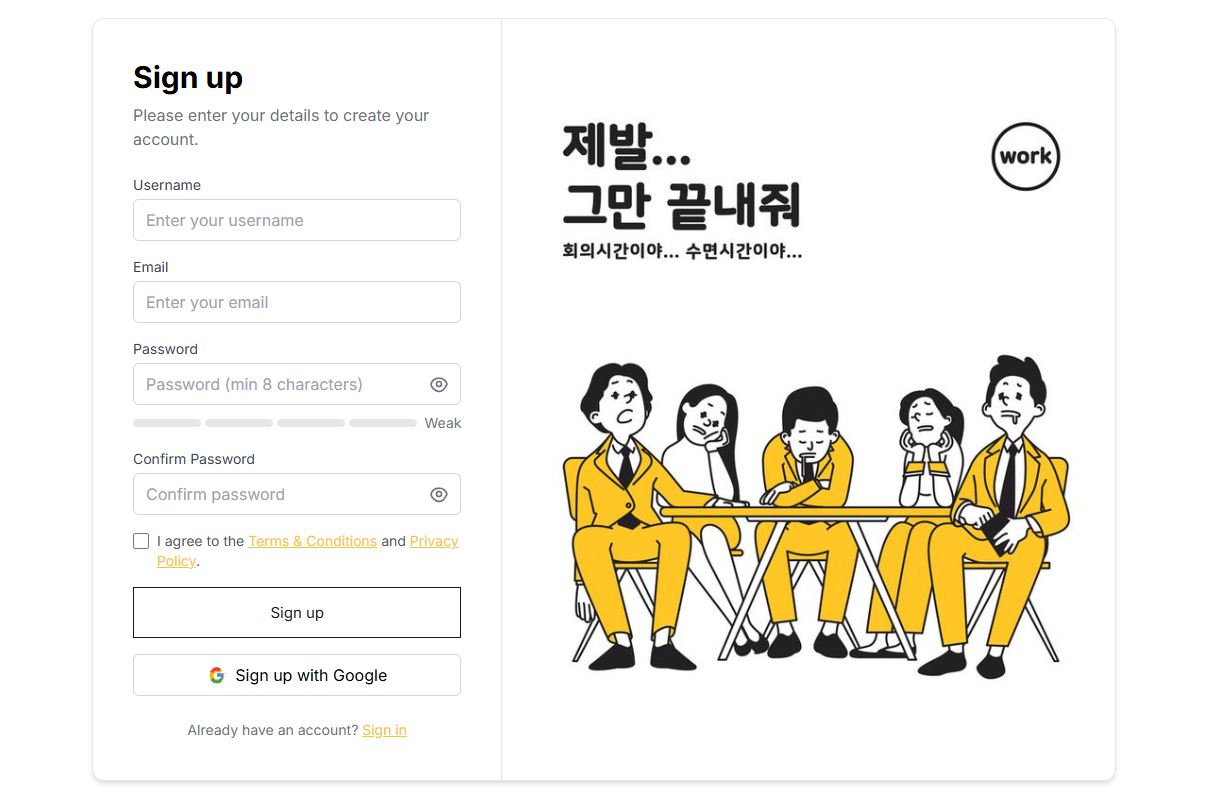 Sign up
Please enter your details to create your
account.
Username
Enter your username
Email
Enter your email
Password
Password (min 8 characters)
Weak
Confirm Password
Confirm password
I agree to the Terms & Conditions and Privacy
Policy.
Sign up
Sign up with Google
Already have an account? Sign in
제발...
work
그만 끝내줘
회의시간이야... 수면시간이야...